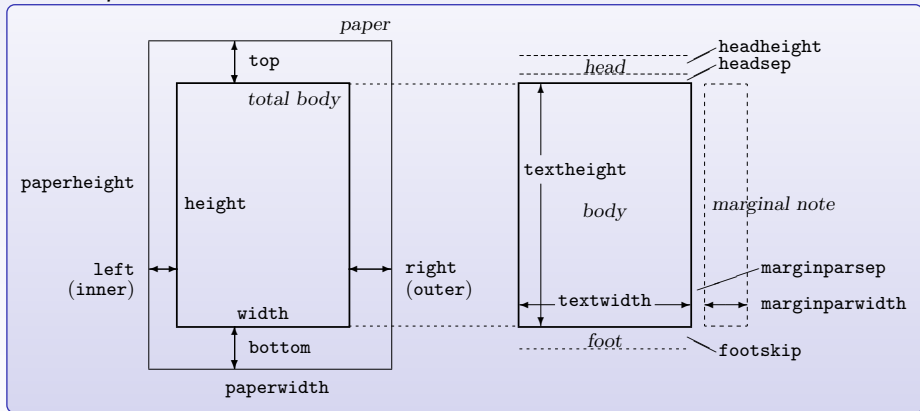 paper
headheight
top
head
headsep
total body
textheight
paperheight
height
body
marginal note
left
right
marginparsep
(inner)
(outer)
width
textwidth
marginparwidth
bottom
foot
footskip
paperwidth